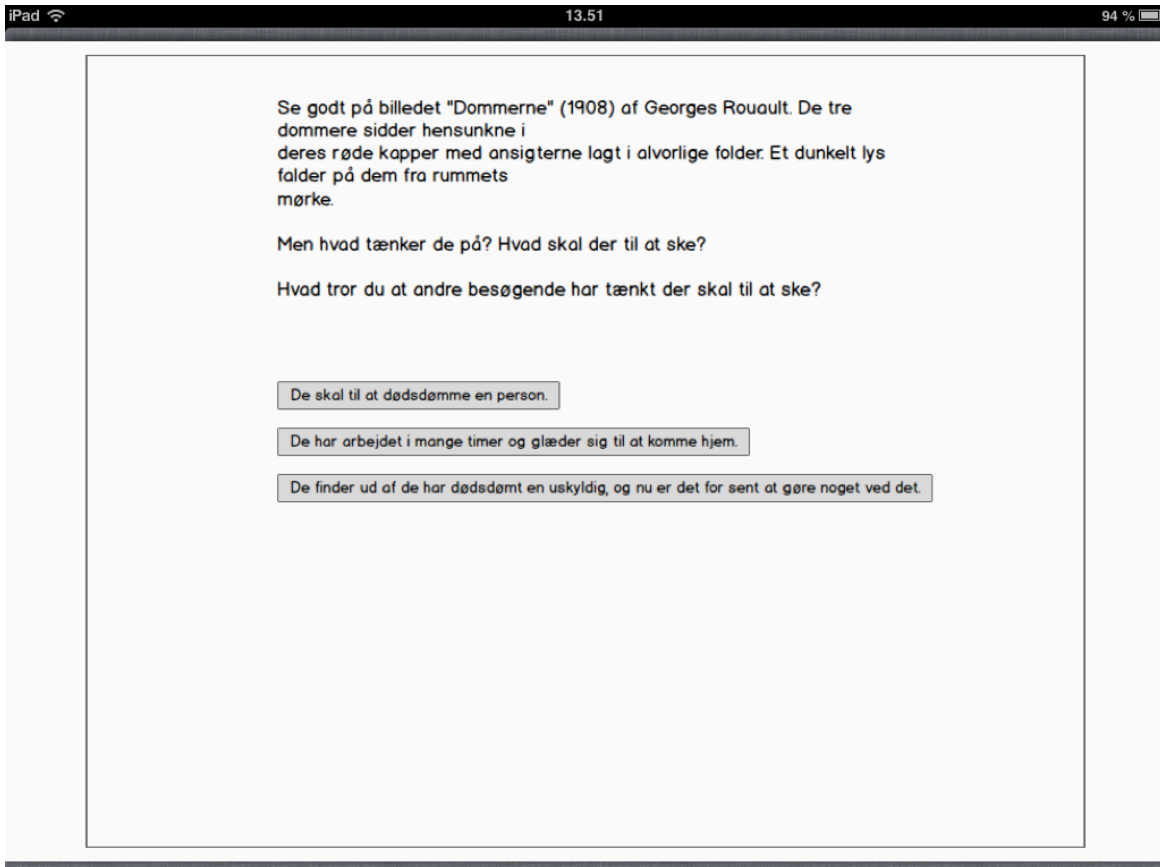 iPad 13.51 94 %
Se godt på billedet "Dommerne" (1908) af Georges Rouault. De tre
dommere sidder hensunkne i
deres røde kapper med ansigterne lagt i alvorlige folder. Et dunkelt lys
falder på dem fra rummets
mørke.
Men hvad tænker de på? Hvad skal der til at ske?
Hvad tror du at andre besøgende har tænkt der skal til at ske?
De skal til at dødsdømme en person.
De har arbejdet i mange timer og glæder sig til at komme hjem.
De finder ud af de har dødsdømt en uskyldig, og nu er det for sent at gøre noget ved det.